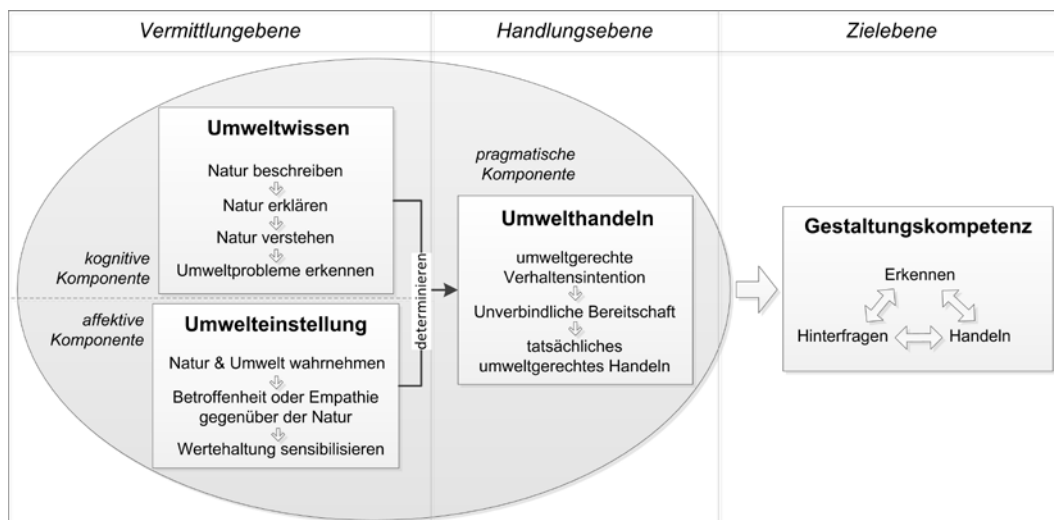 Vermittlungebene
Handlungsebene
Zielebene
Umweltwissen
Natur beschreiben
Natur erklären
Natur verstehen
Umweltprobleme erkennen
kognitive
Komponente
affektive
Komponente
Umwelteinstellung
Natur & Umwelt wahrnehmen
Betroffenheit oder Empathie
gegenüber der Natur
Wertehaltung sensibilisieren
determinieren
pragmatische
Komponente
Umwelthandeln
umweltgerechte
Verhaltensintention
Unverbindliche Bereitschaft
tatsächliches
umweltgerechtes Handeln
Gestaltungskompetenz
Erkennen
Hinterfragen
Handeln